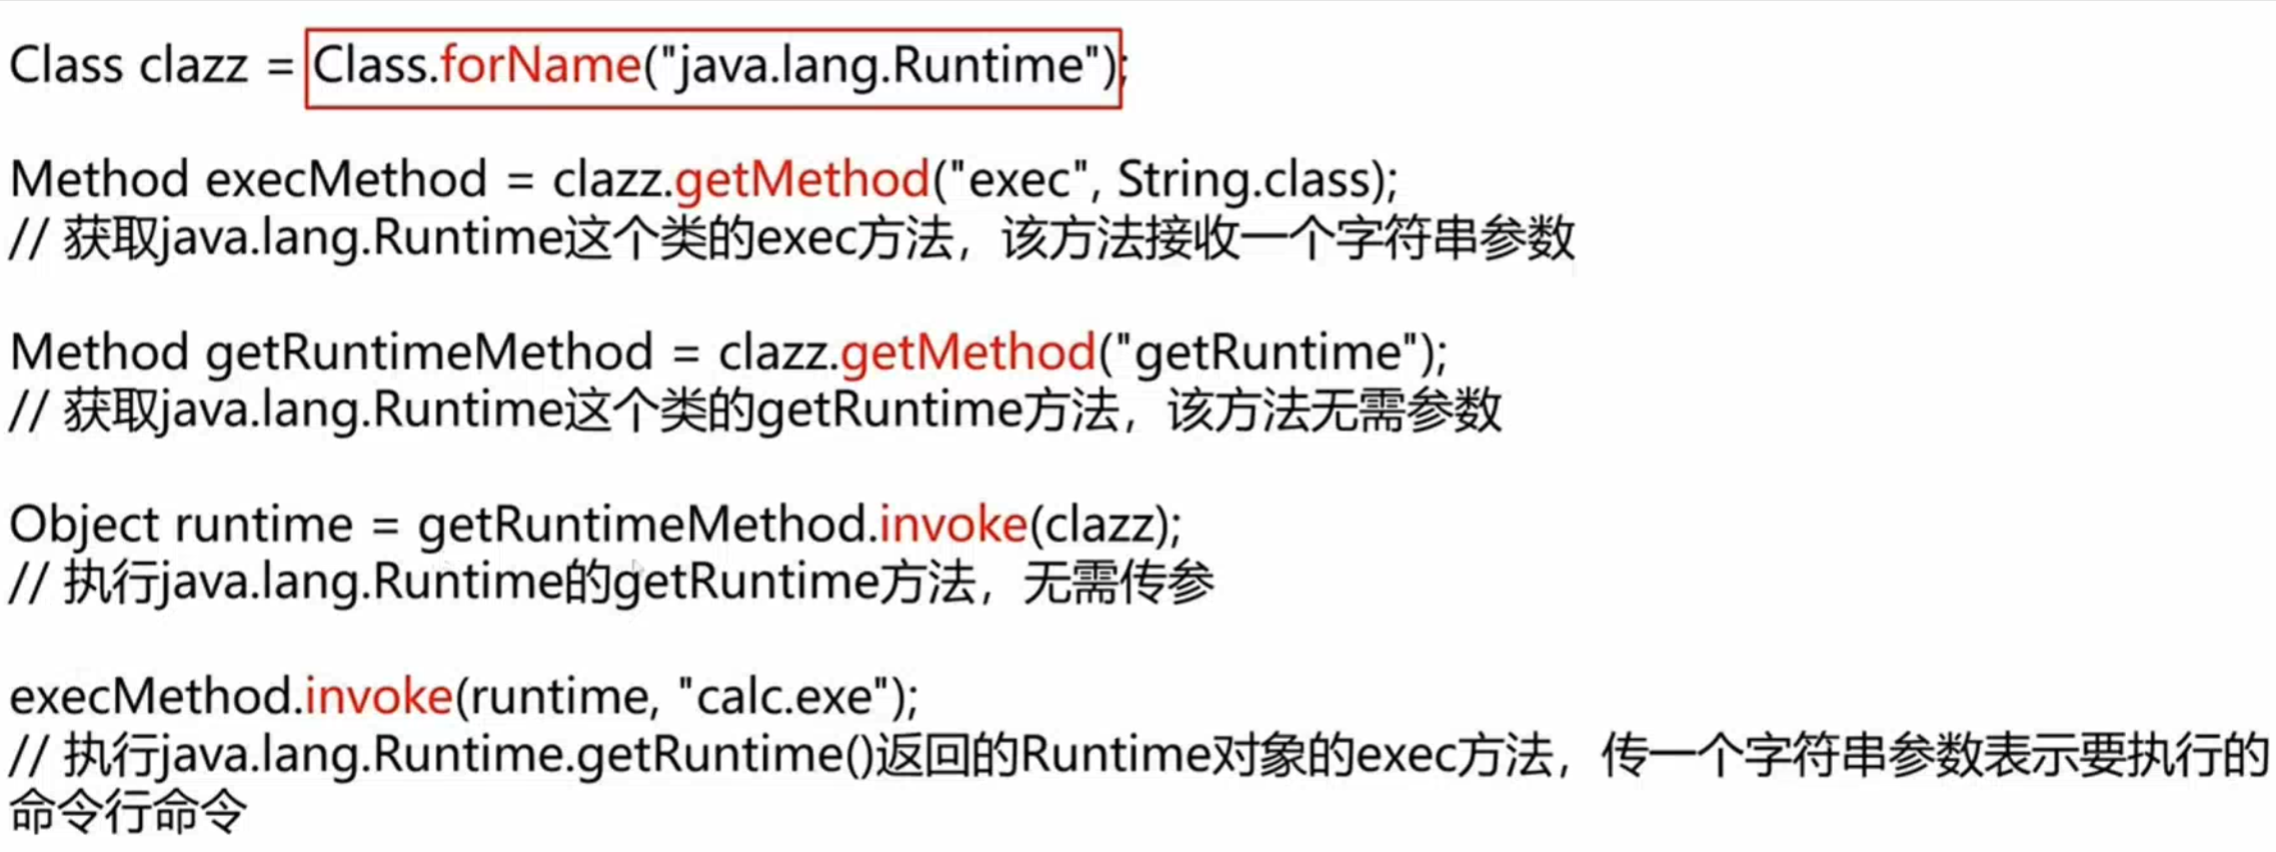 Class clazz = Class.forName("java.lang.Runtime");
Method execMethod = clazz.getMethod("exec", String.class);
// 获取java.lang.Runtime这个类的exec方法，该方法接收一个字符串参数
Method getRuntimeMethod = clazz.getMethod("getRuntime");
// 获取java.lang.Runtime这个类的getRuntime方法，该方法无需参数
Object runtime = getRuntimeMethod.invoke(clazz);
// 执行java.lang.Runtime的getRuntime方法，无需传参
execMethod.invoke(runtime, "calc.exe");
// 执行java.lang.Runtime.getRuntime()返回的Runtime对象的exec方法，传一个字符串参数表示要执行的
命令行命令